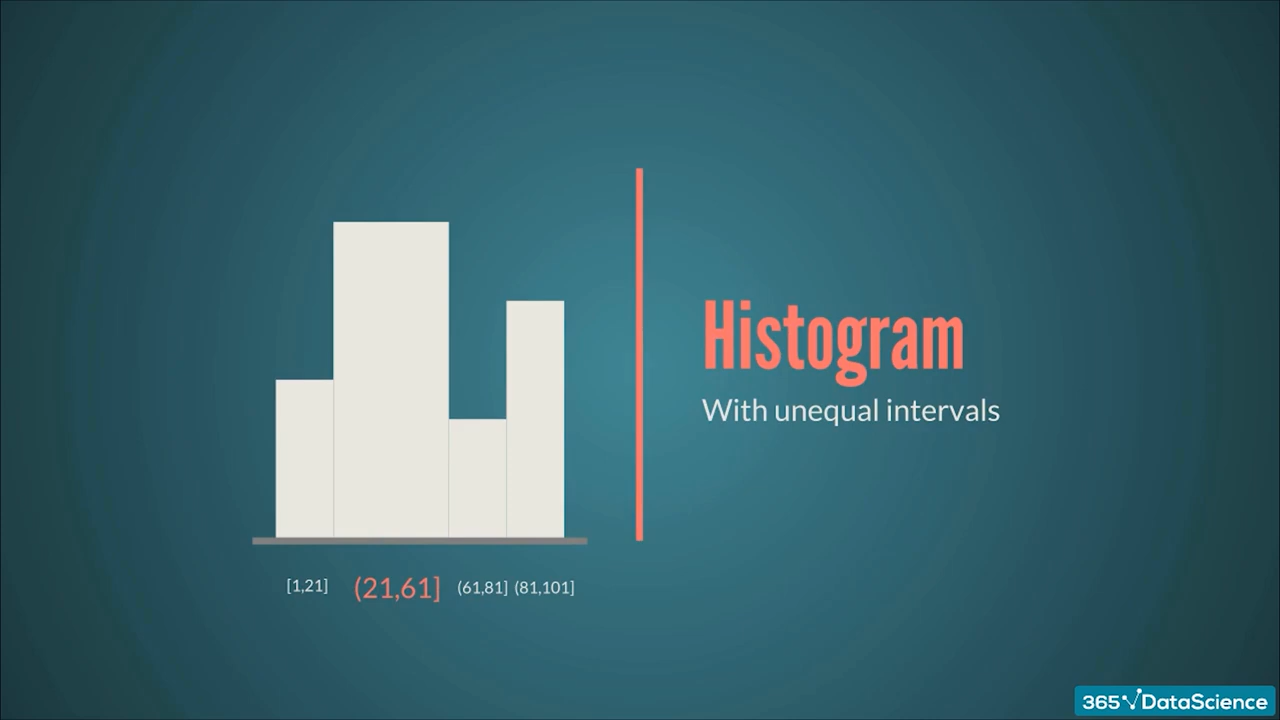 Histogram
With unequal intervals
[1,21] (21,61] (61,81] (81,101]
365 DataScience